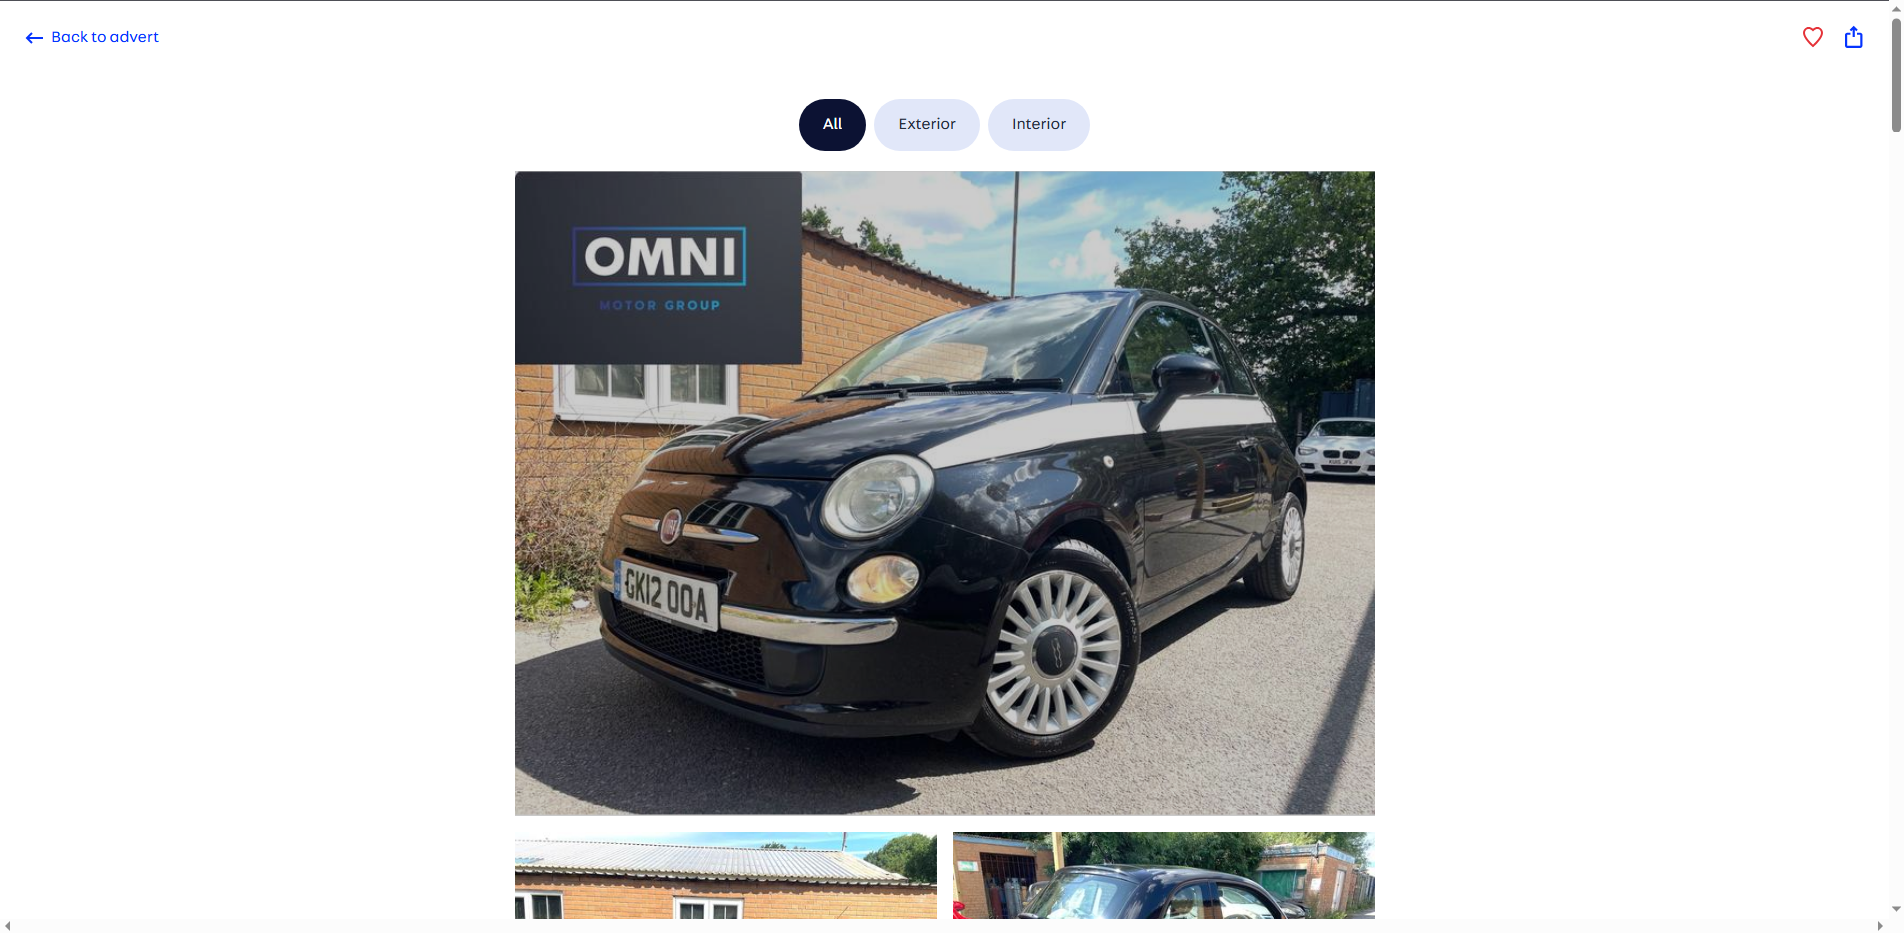 Back to advert
All
Exterior
Interior
OMNI
MOTOR GROUP
GK12 OOA